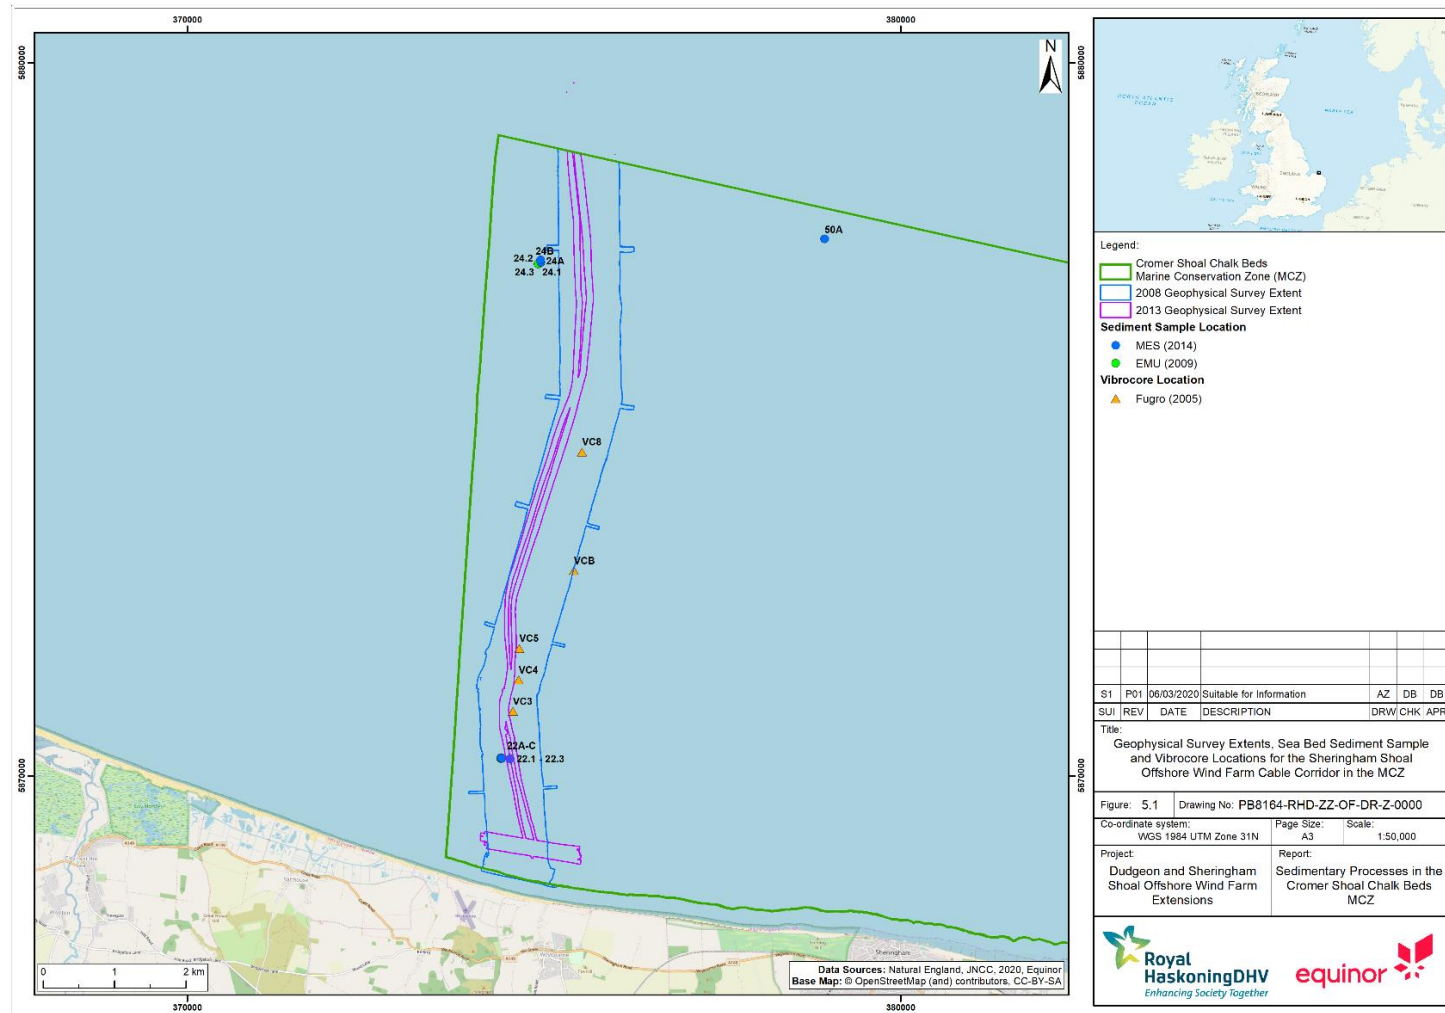 370000
380000
5880000
5880000
N
50A
24B
24.2
24A
24.3
24.1
VC8
VCB
VC5
VC4
VC3
22A-C
22.1 - 22.3
5870000
5870000
Sheringham
0 1 2 km
Data Sources: Natural England, JNCC, 2020, Equinor
Base Map: © OpenStreetMap (and) contributors, CC-BY-SA
370000
380000
Legend:
Cromer Shoal Chalk Beds
Marine Conservation Zone (MCZ)
2008 Geophysical Survey Extent
2013 Geophysical Survey Extent
Sediment Sample Location
MES (2014)
EMU (2009)
Vibrocore Location
Fugro (2005)
S1 P01 06/03/2020 Suitable for Information AZ DB DB
SUI REV DATE DESCRIPTION DRW CHK APR
Title:
Geophysical Survey Extents, Sea Bed Sediment Sample
and Vibrocore Locations for the Sheringham Shoal
Offshore Wind Farm Cable Corridor in the MCZ
Figure: 5.1 Drawing No: PB8164-RHD-ZZ-OF-DR-Z-0000
Co-ordinate system: Page Size: Scale:
WGS 1984 UTM Zone 31N A3 1:50,000
Project: Report:
Dudgeon and Sheringham Sedimentary Processes in the
Shoal Offshore Wind Farm Cromer Shoal Chalk Beds
Extensions MCZ
Royal
HaskoningDHV
Enhancing Society Together
equinor